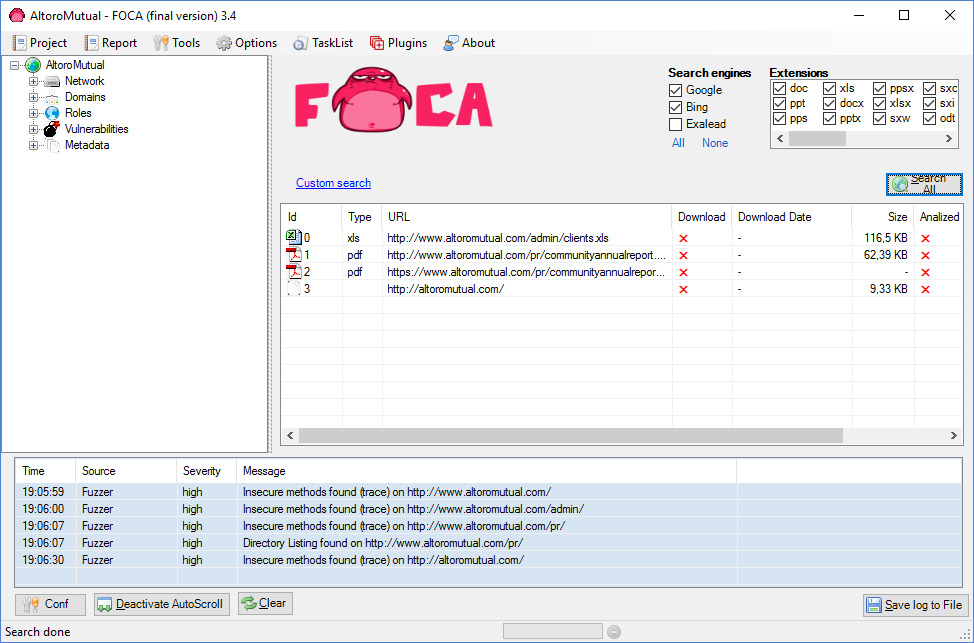 AltoroMutual - FOCA (final version) 3.4
Project Report Tools Options TaskList Plugins About
AltoroMutual
Network
Domains
Roles
Vulnerabilities
Metadata
FOCA
Search engines
Google
Bing
Exalead
All None
Extensions
doc xls ppsx sxc
ppt docx xlsx sxi
pps pptx sxw odt
Custom search
Search All
Id Type URL Download Download Date Size Analized
0 xls http://www.altoromutual.com/admin/clients.xls - 116,5 KB
1 pdf http://www.altoromutual.com/pr/communityannualreport.... - 62,39 KB
2 pdf https://www.altoromutual.com/pr/communityannualrepor... - -
3 http://altoromutual.com/ - 9,33 KB
Time Source Severity Message
19:05:59 Fuzzer high Insecure methods found (trace) on http://www.altoromutual.com/
19:06:00 Fuzzer high Insecure methods found (trace) on http://www.altoromutual.com/admin/
19:06:07 Fuzzer high Insecure methods found (trace) on http://www.altoromutual.com/pr/
19:06:07 Fuzzer high Directory Listing found on http://www.altoromutual.com/pr/
19:06:30 Fuzzer high Insecure methods found (trace) on http://altoromutual.com/
Conf Deactivate AutoScroll Clear Save log to File
Search done